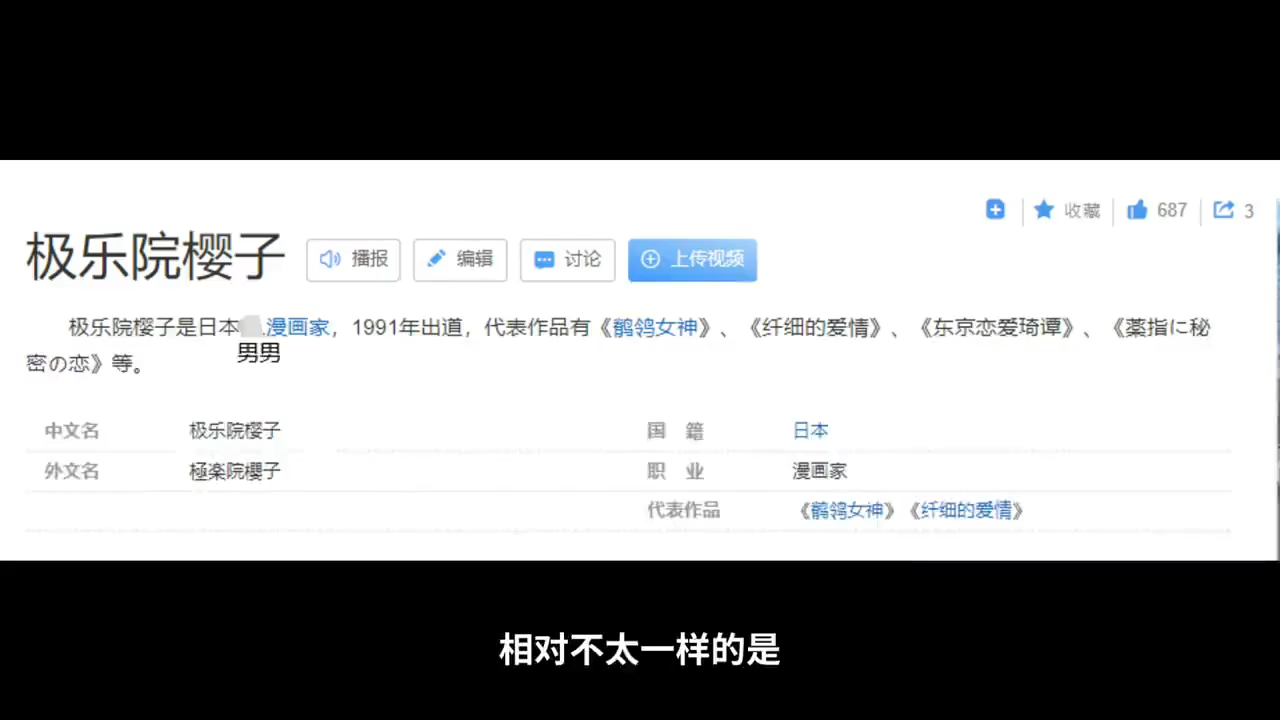 收藏 687 3
极乐院樱子 播报 编辑 讨论 上传视频
极乐院樱子是日本漫画家，1991年出道，代表作品有《鹡鸰女神》、《纤细的爱情》、《东京恋爱琦谭》、《薬指に秘
男男
密の恋》等。
中文名 极乐院樱子 国 籍 日本
外文名 極楽院櫻子 职 业 漫画家
代表作品 《鹡鸰女神》《纤细的爱情》
相对不太一样的是